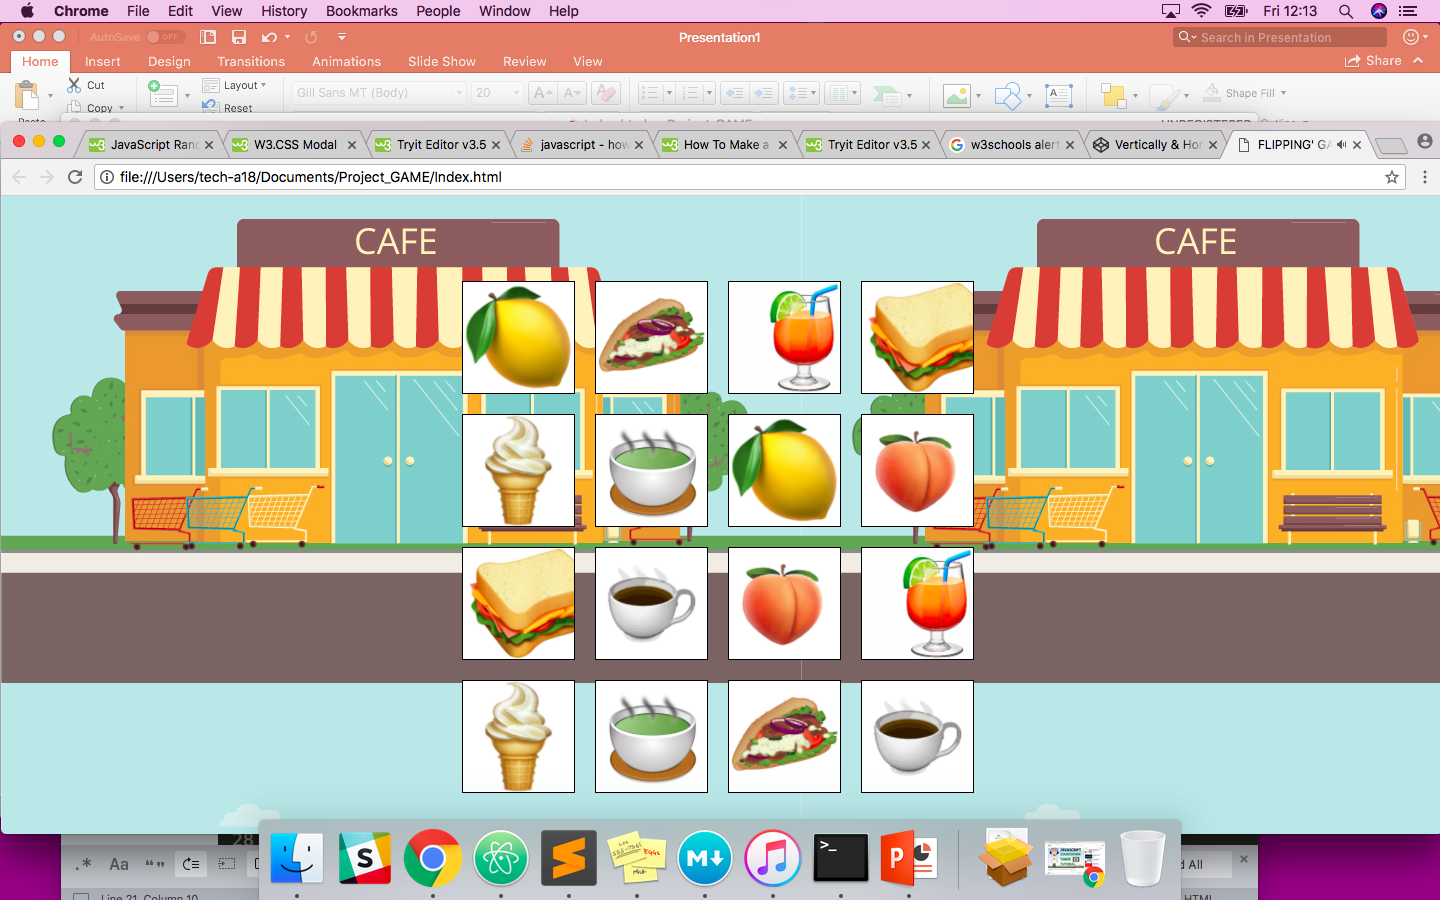 Chrome File Edit View History Bookmarks People Window Help Fri 12:13
AutoSave OFF Presentation1 Search in Presentation
Home Insert Design Transitions Animations Slide Show Review View Share
Cut Layout Gill Sans MT (Body) 20 Shape Fill
Copy Reset
UNREGISTERED
JavaScript Ran W3.CSS Modal Tryit Editor v3.5 javascript - how How To Make a Tryit Editor v3.5 w3schools alert Vertically & Hor FLIPPING' GA
file:///Users/tech-a18/Documents/Project_GAME/Index.html
CAFE CAFE
28
.* Aa “” d All
Line 21, Column 10 HTML